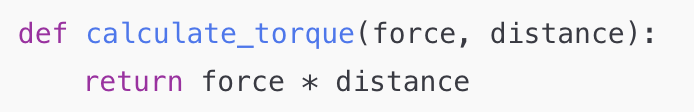 def calculate_torque(force, distance):
    return force * distance